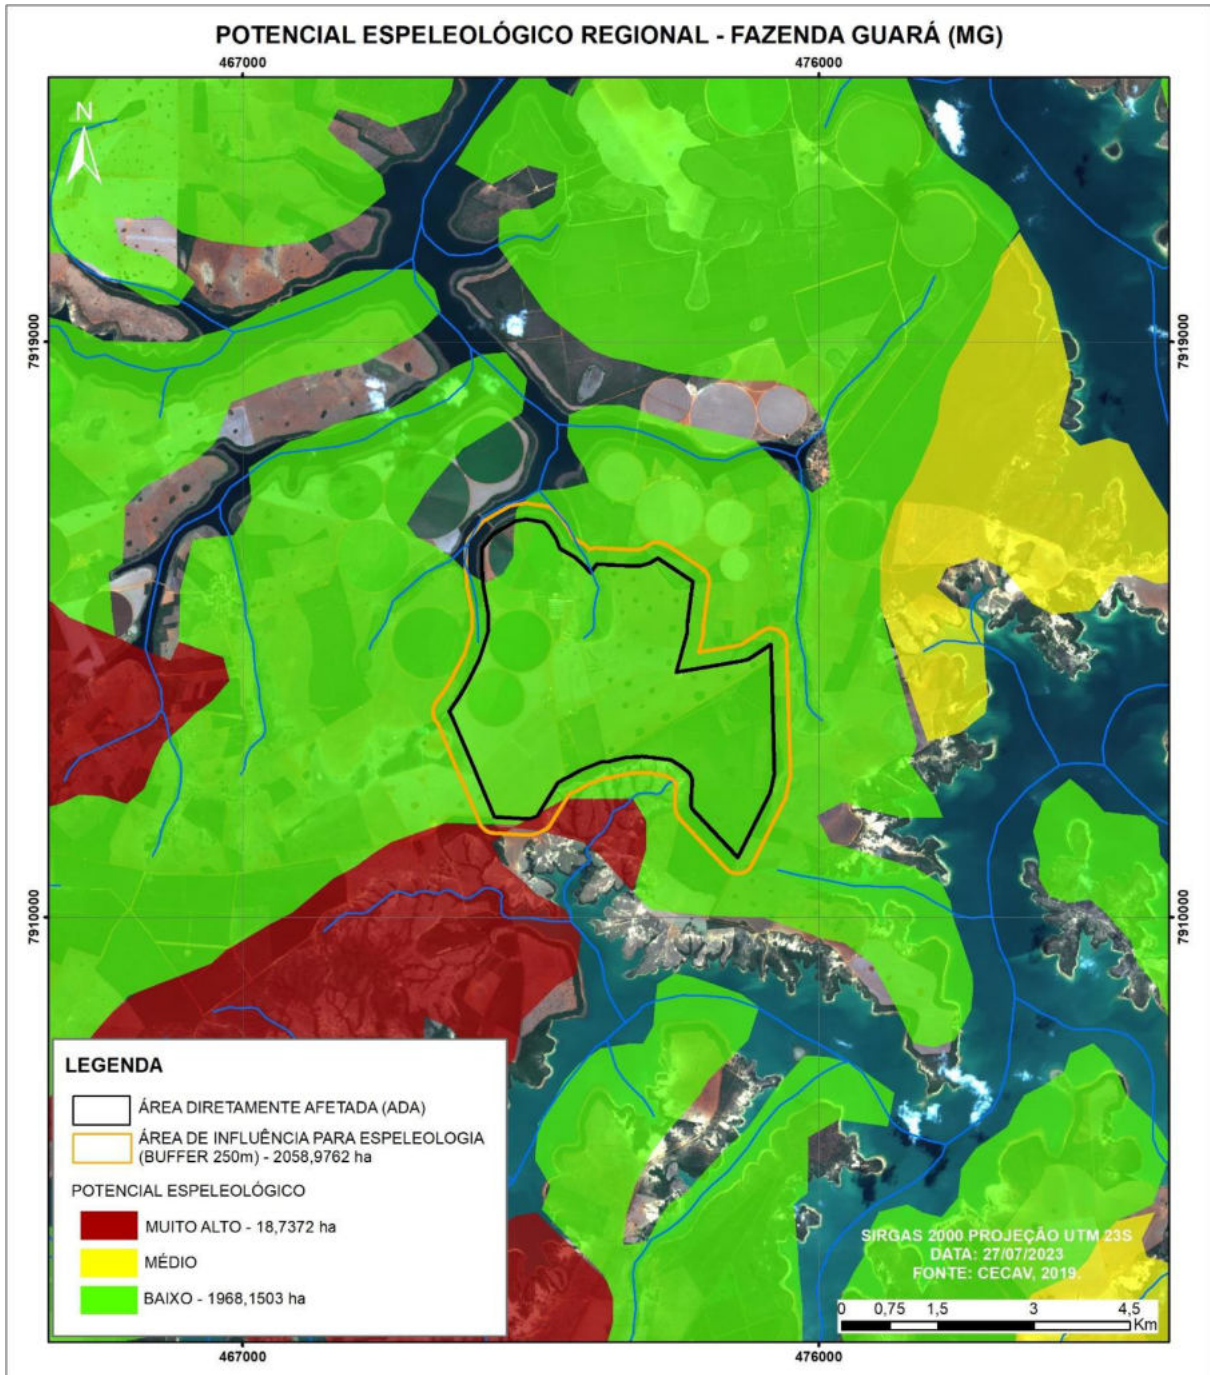 POTENCIAL ESPELEOLÓGICO REGIONAL - FAZENDA GUARÁ (MG)
467000
476000
N
7919000
7919000
7910000
7910000
LEGENDA
ÁREA DIRETAMENTE AFETADA (ADA)
ÁREA DE INFLUÊNCIA PARA ESPELEOLOGIA
(BUFFER 250m) - 2058,9762 ha
POTENCIAL ESPELEOLÓGICO
MUITO ALTO - 18,7372 ha
MÉDIO
BAIXO - 1968,1503 ha
SIRGAS 2000 PROJEÇÃO UTM 23S
DATA: 27/07/2023
FONTE: CECAV, 2019.
0 0,75 1,5 3 4,5
Km
467000
476000